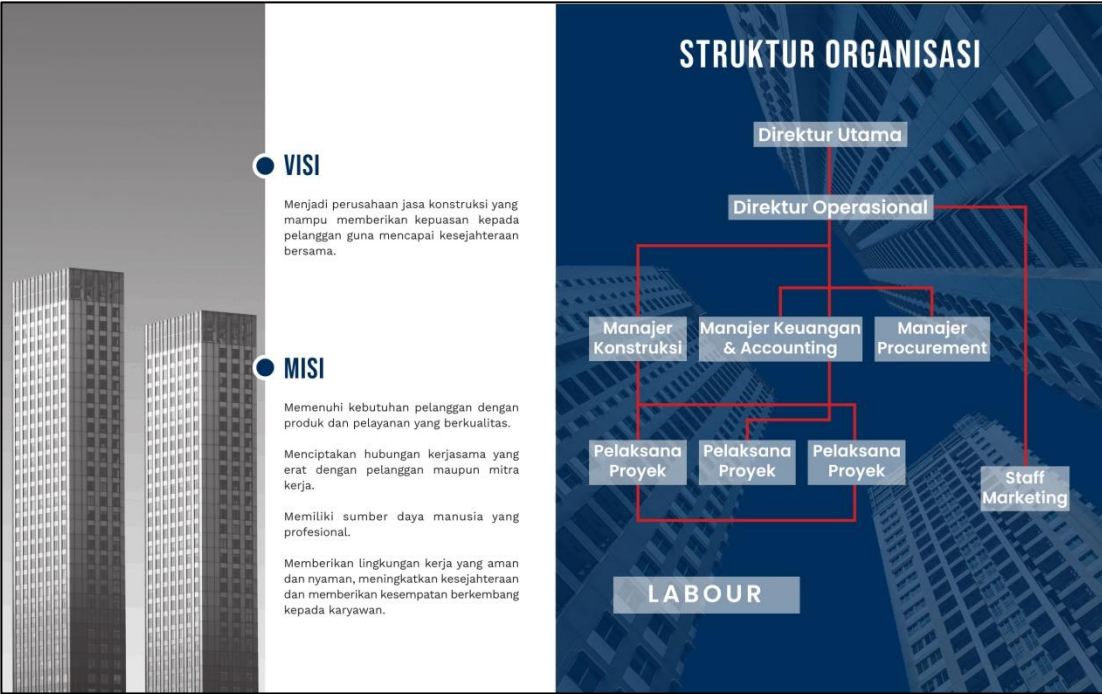 VISI
Menjadi perusahaan jasa konstruksi yang
mampu memberikan kepuasan kepada
pelanggan guna mencapai kesejahteraan
bersama.
MISI
Memenuhi kebutuhan pelanggan dengan
produk dan pelayanan yang berkualitas.
Menciptakan hubungan kerjasama yang
erat dengan pelanggan maupun mitra
kerja.
Memiliki sumber daya manusia yang
profesional.
Memberikan lingkungan kerja yang aman
dan nyaman, meningkatkan kesejahteraan
dan memberikan kesempatan berkembang
kepada karyawan.
STRUKTUR ORGANISASI
Direktur Utama
Direktur Operasional
Manajer
Konstruksi
Manajer Keuangan
& Accounting
Manajer
Procurement
Pelaksana
Proyek
Pelaksana
Proyek
Pelaksana
Proyek
Staff
Marketing
LABOUR